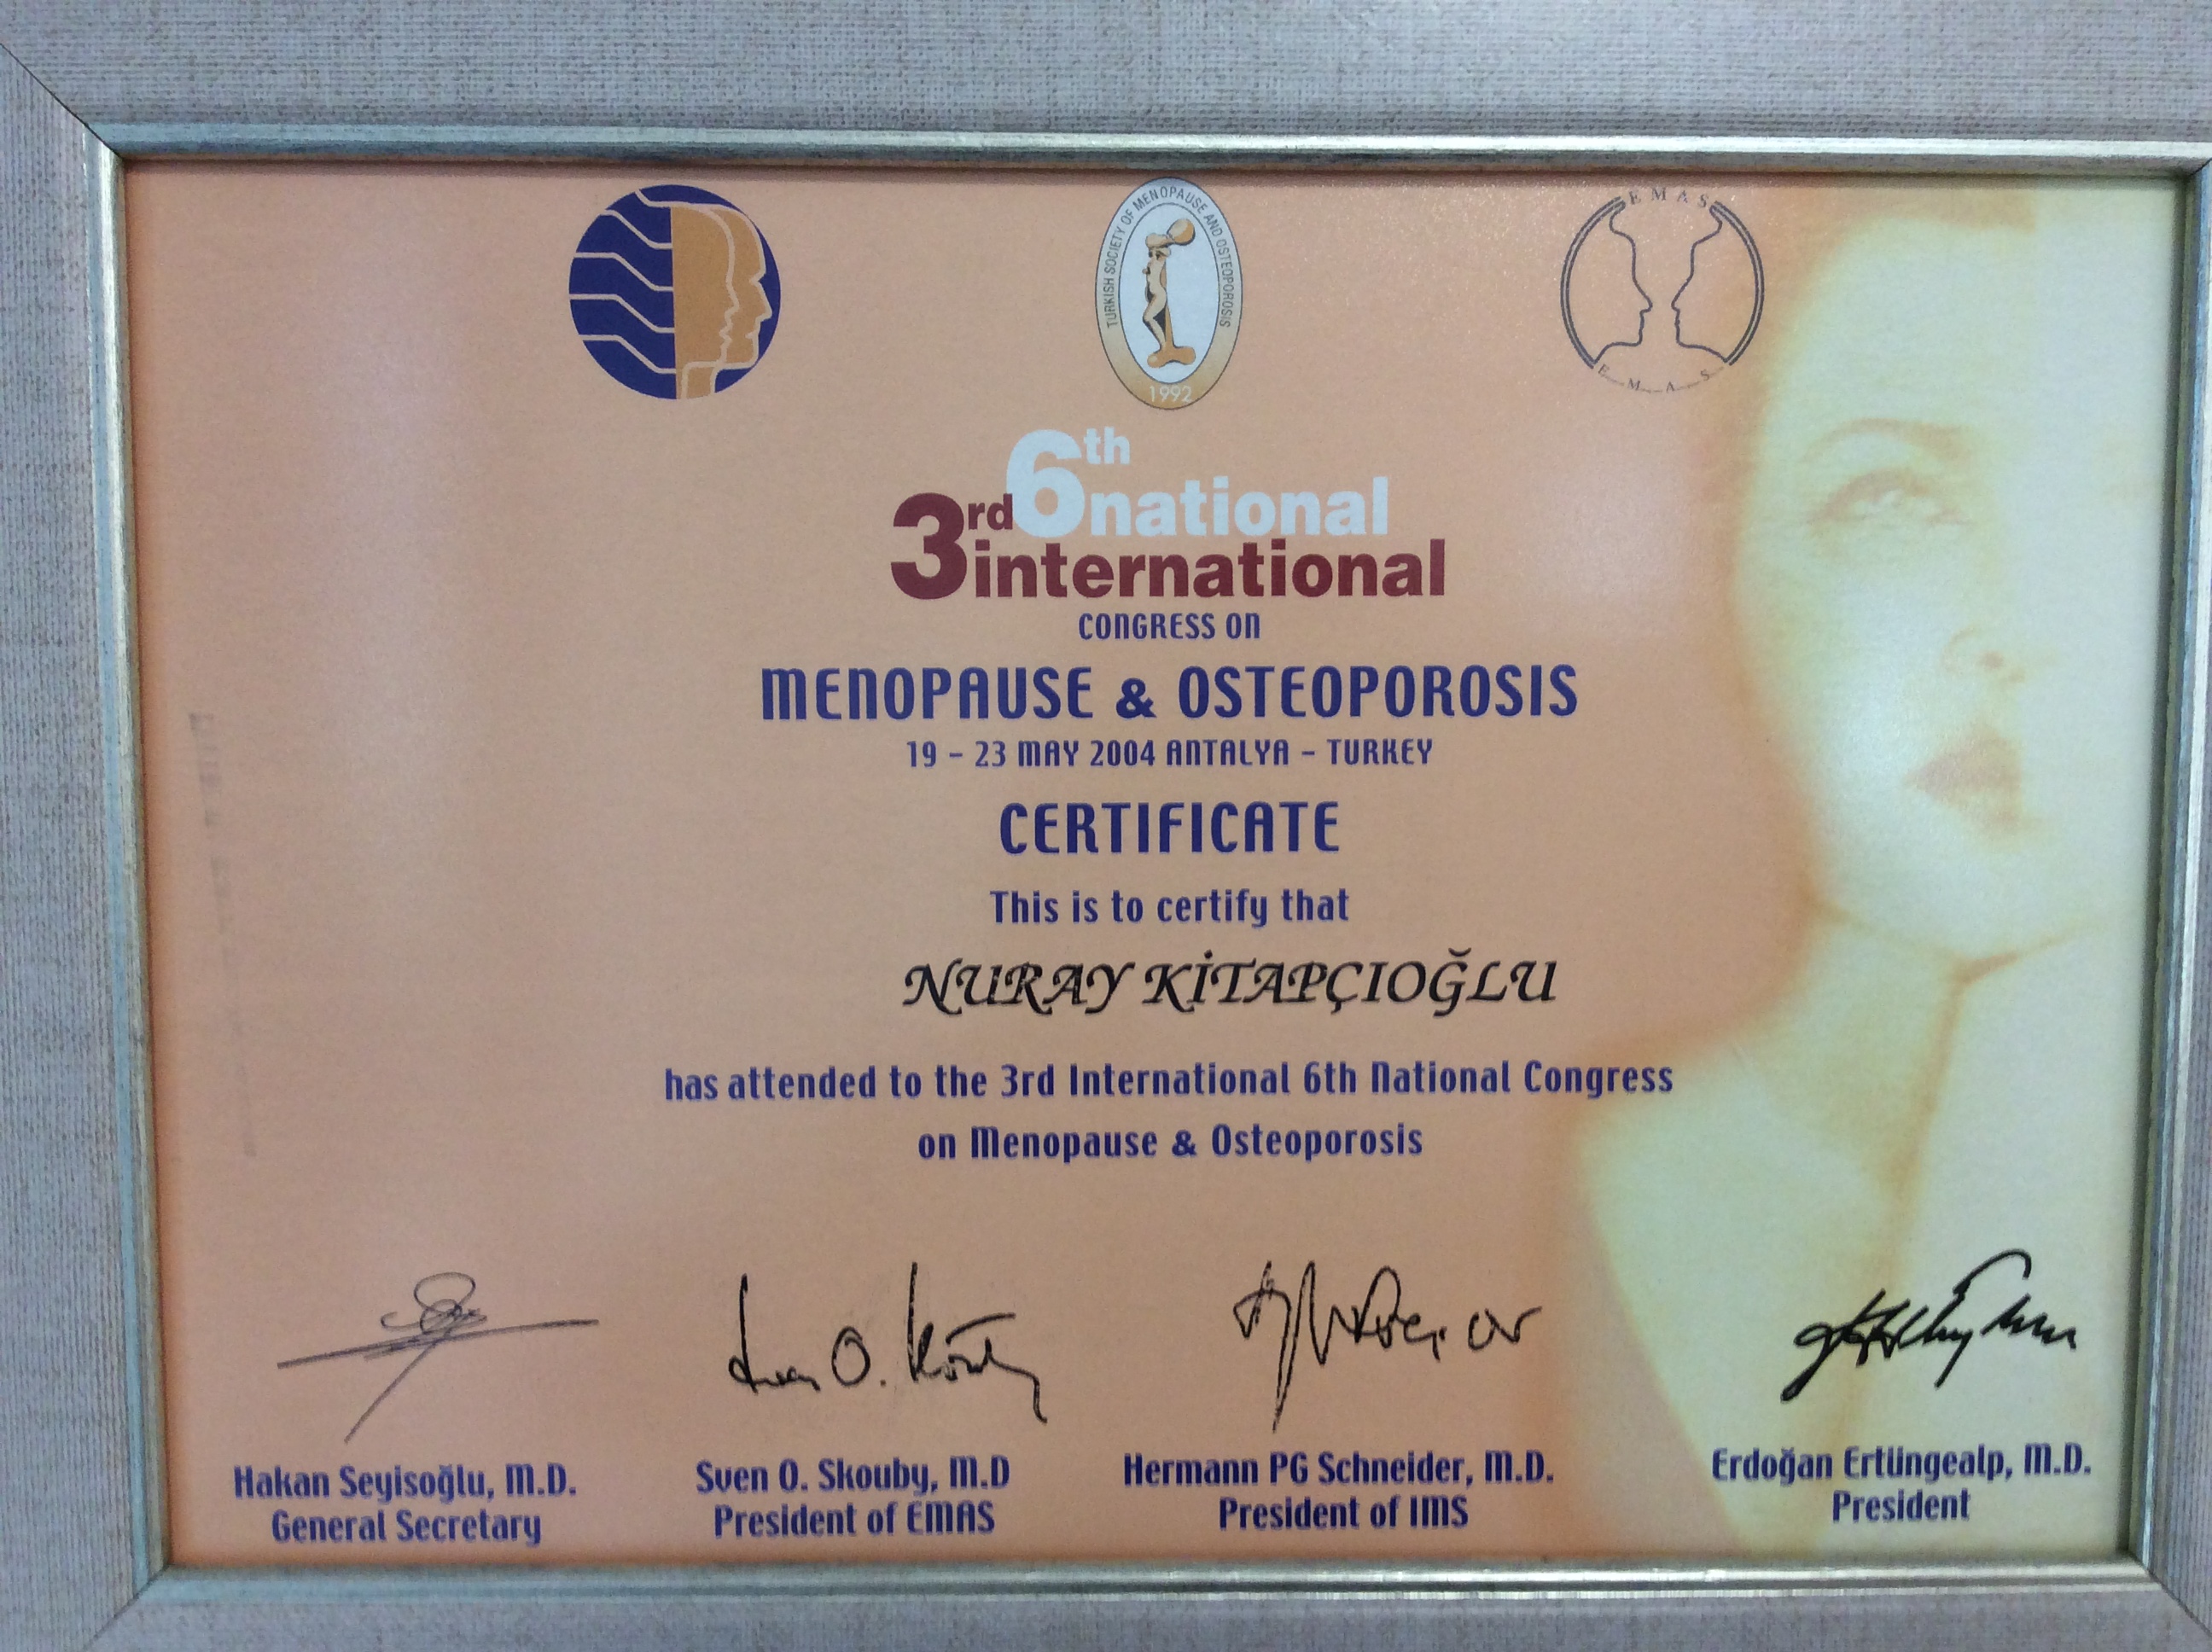 TURKISH SOCIETY OF MENOPAUSE AND OSTEOPOROSIS
1992
EMAS
E M A S
6th national
3rd international
CONGRESS ON
MENOPAUSE & OSTEOPOROSIS
19 - 23 MAY 2004 ANTALYA - TURKEY
CERTIFICATE
This is to certify that
NURAY KİTAPÇIOĞLU
has attended to the 3rd International 6th National Congress
on Menopause & Osteoporosis
Hakan Seyisoğlu, M.D.
General Secretary
Sven O. Skouby, M.D
President of EMAS
Hermann PG Schneider, M.D.
President of IMS
Erdoğan Ertüngealp, M.D.
President